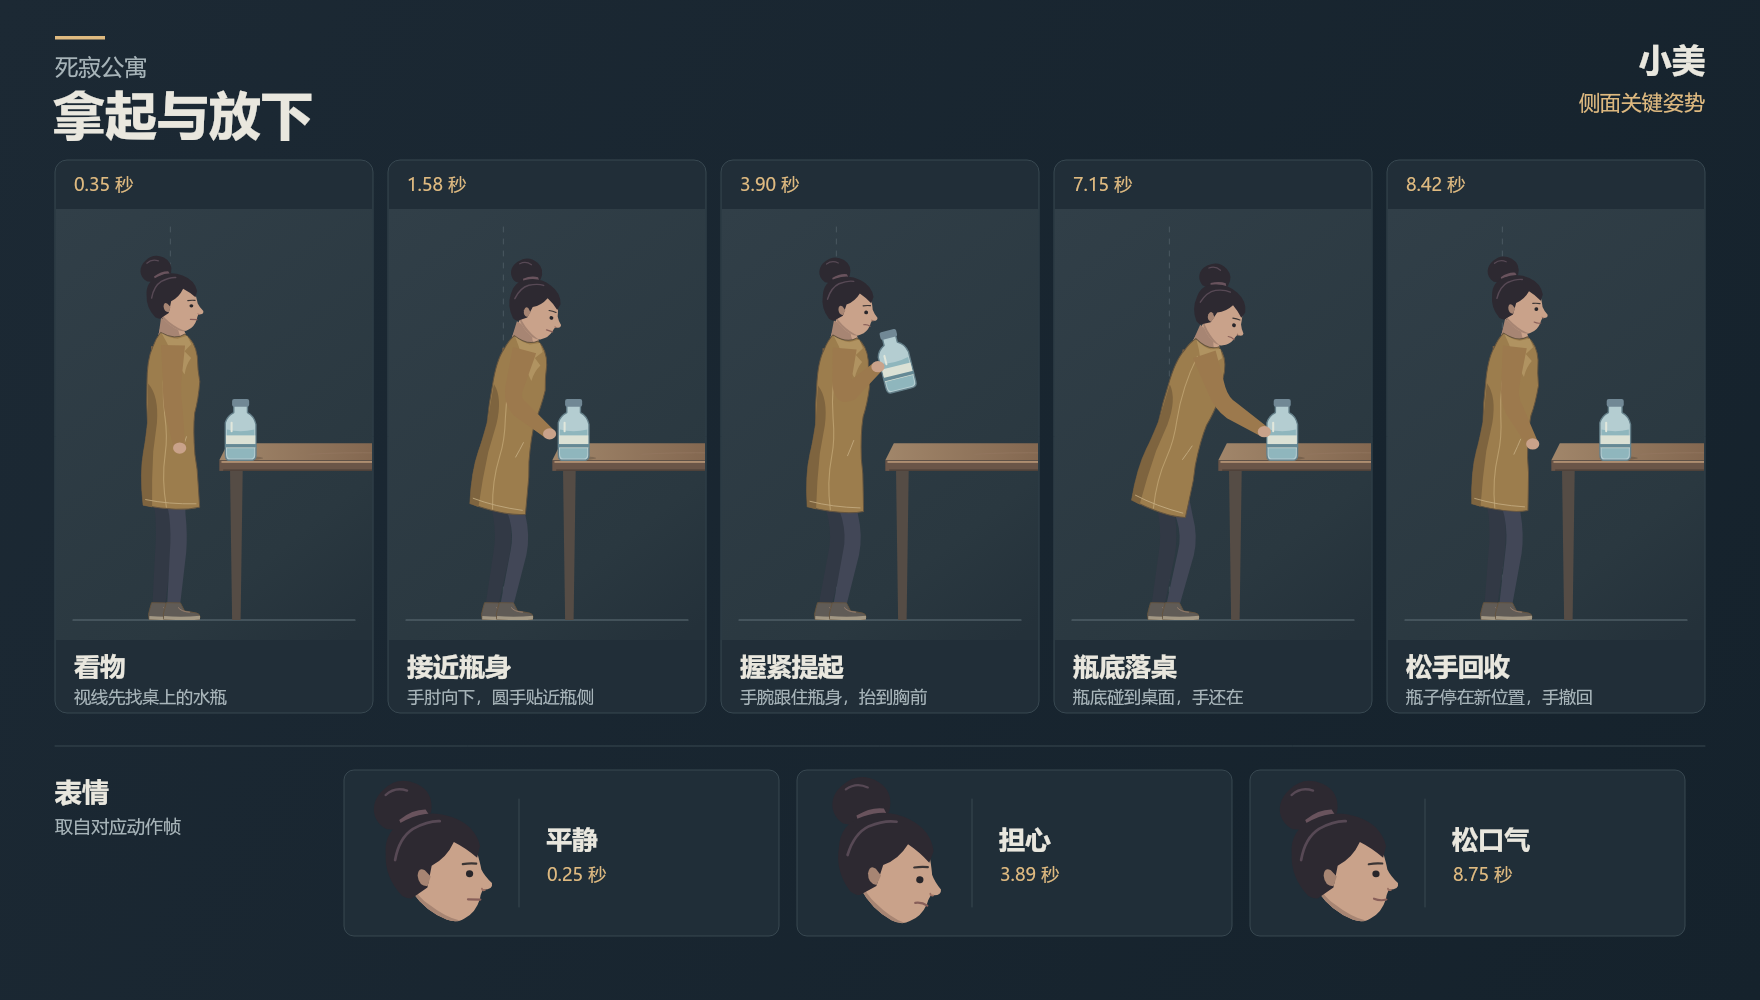 死寂公寓
拿起与放下
小美
侧面关键姿势
0.35 秒
看物
视线先找桌上的水瓶
1.58 秒
接近瓶身
手肘向下，圆手贴近瓶侧
3.90 秒
握紧提起
手腕跟住瓶身，抬到胸前
7.15 秒
瓶底落桌
瓶底碰到桌面，手还在
8.42 秒
松手回收
瓶子停在新位置，手撤回
表情
取自对应动作帧
平静
0.25 秒
担心
3.89 秒
松口气
8.75 秒